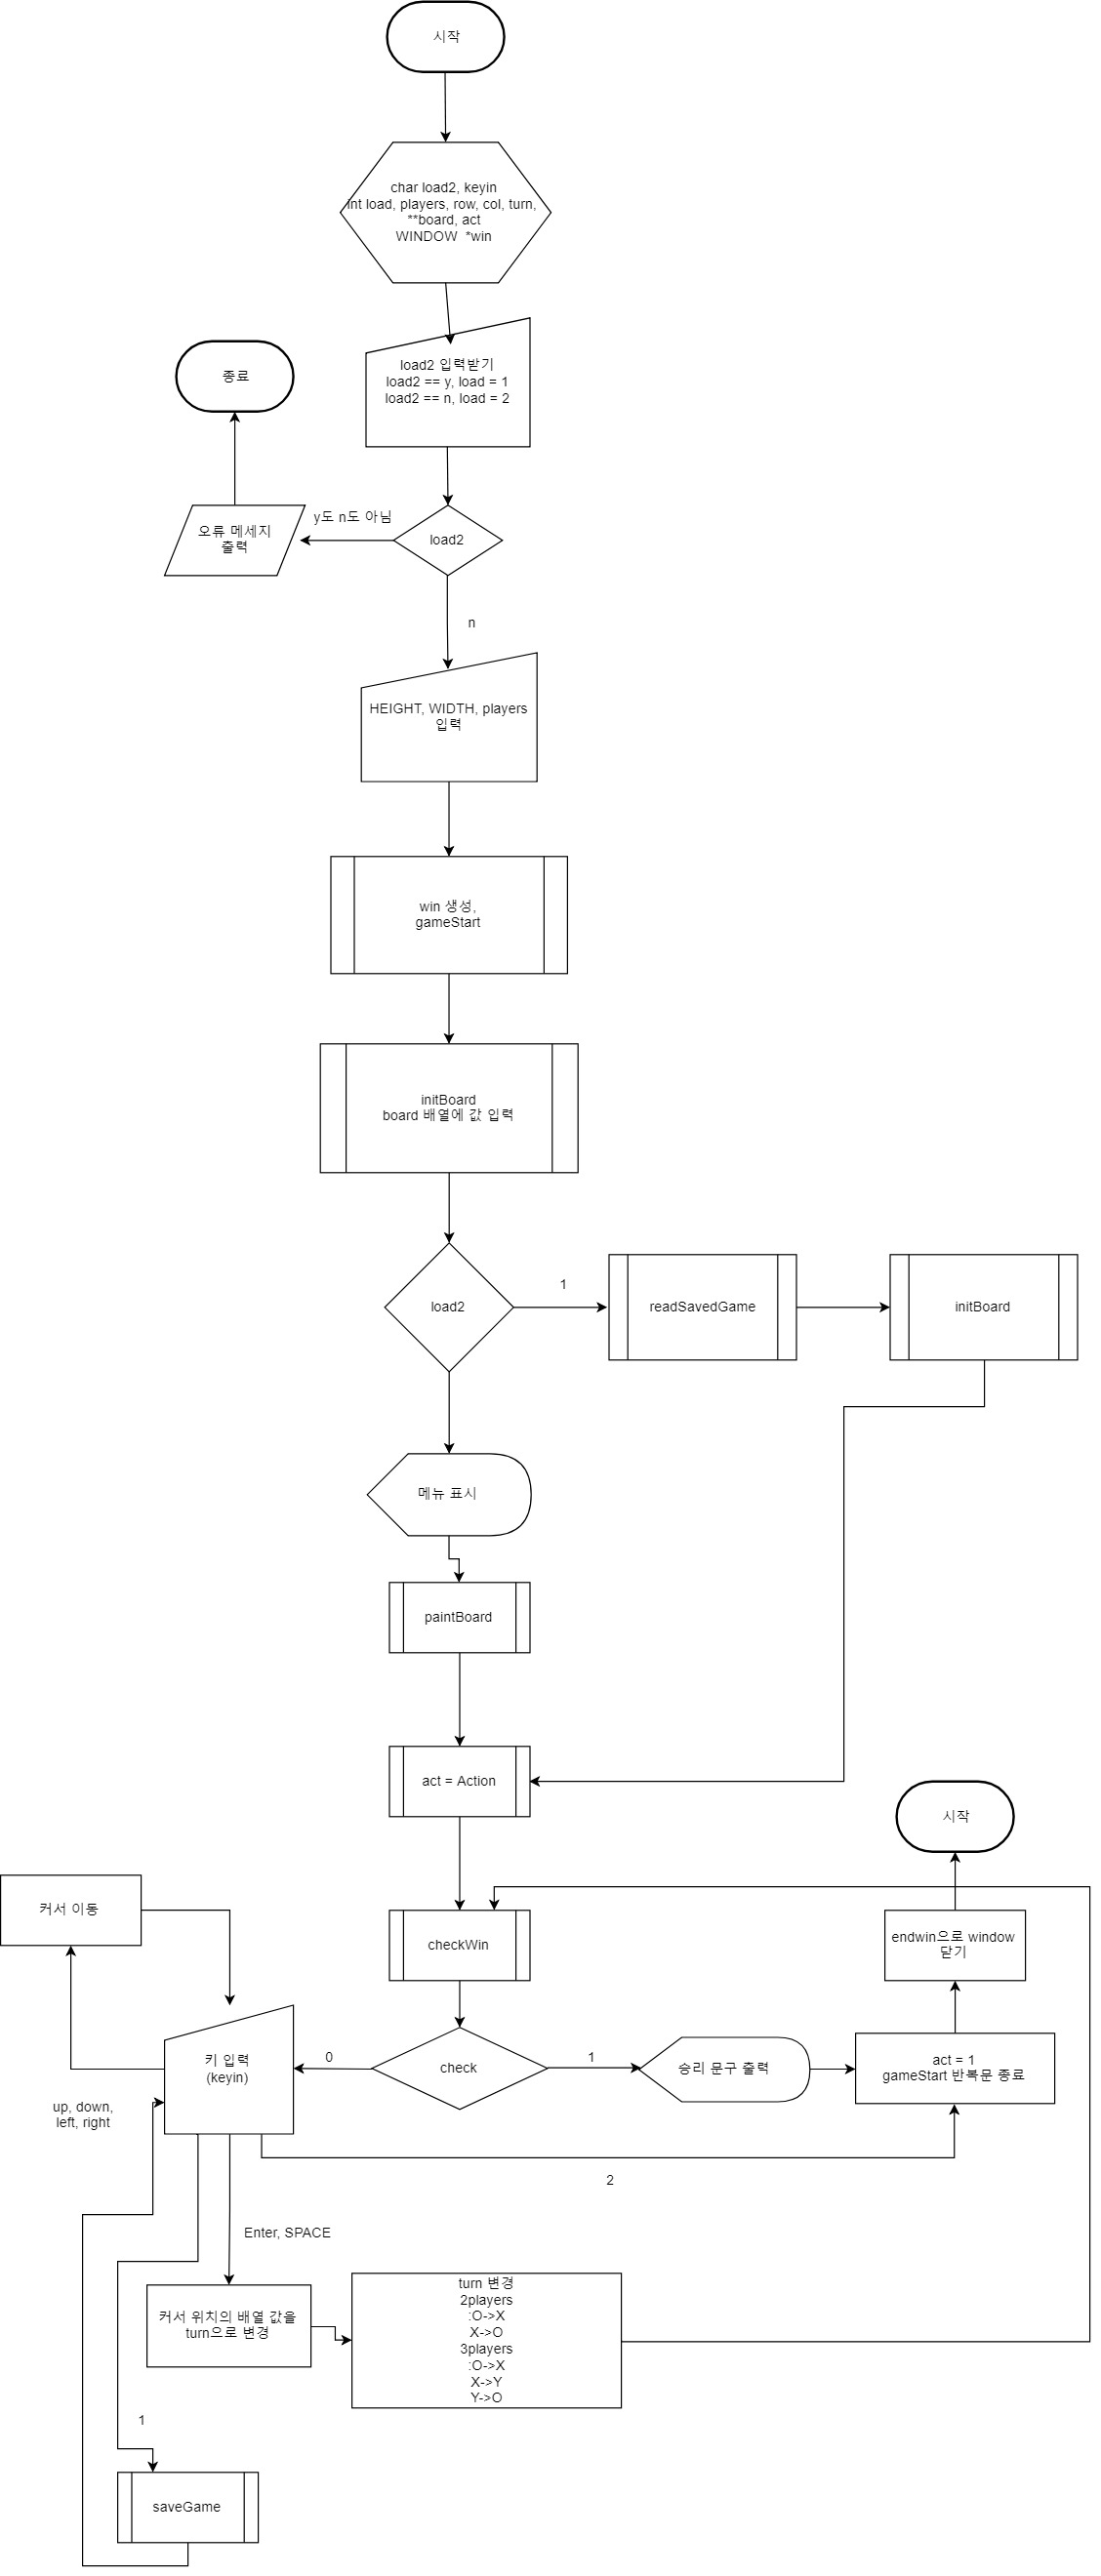 시작
char load2, keyin
int load, players, row, col, turn,
**board, act
WINDOW *win
load2 입력받기
load2 == y, load = 1
load2 == n, load = 2
종료
오류 메세지
출력
y도 n도 아님
load2
n
HEIGHT, WIDTH, players
입력
win 생성,
gameStart
initBoard
board 배열에 값 입력
load2
1
readSavedGame
initBoard
메뉴 표시
paintBoard
act = Action
시작
커서 이동
checkWin
endwin으로 window
닫기
키 입력
(keyin)
0
check
1
승리 문구 출력
act = 1
gameStart 반복문 종료
up, down,
left, right
2
Enter, SPACE
커서 위치의 배열 값을
turn으로 변경
turn 변경
2players
:O->X
X->O
3players
:O->X
X->Y
Y->O
1
saveGame